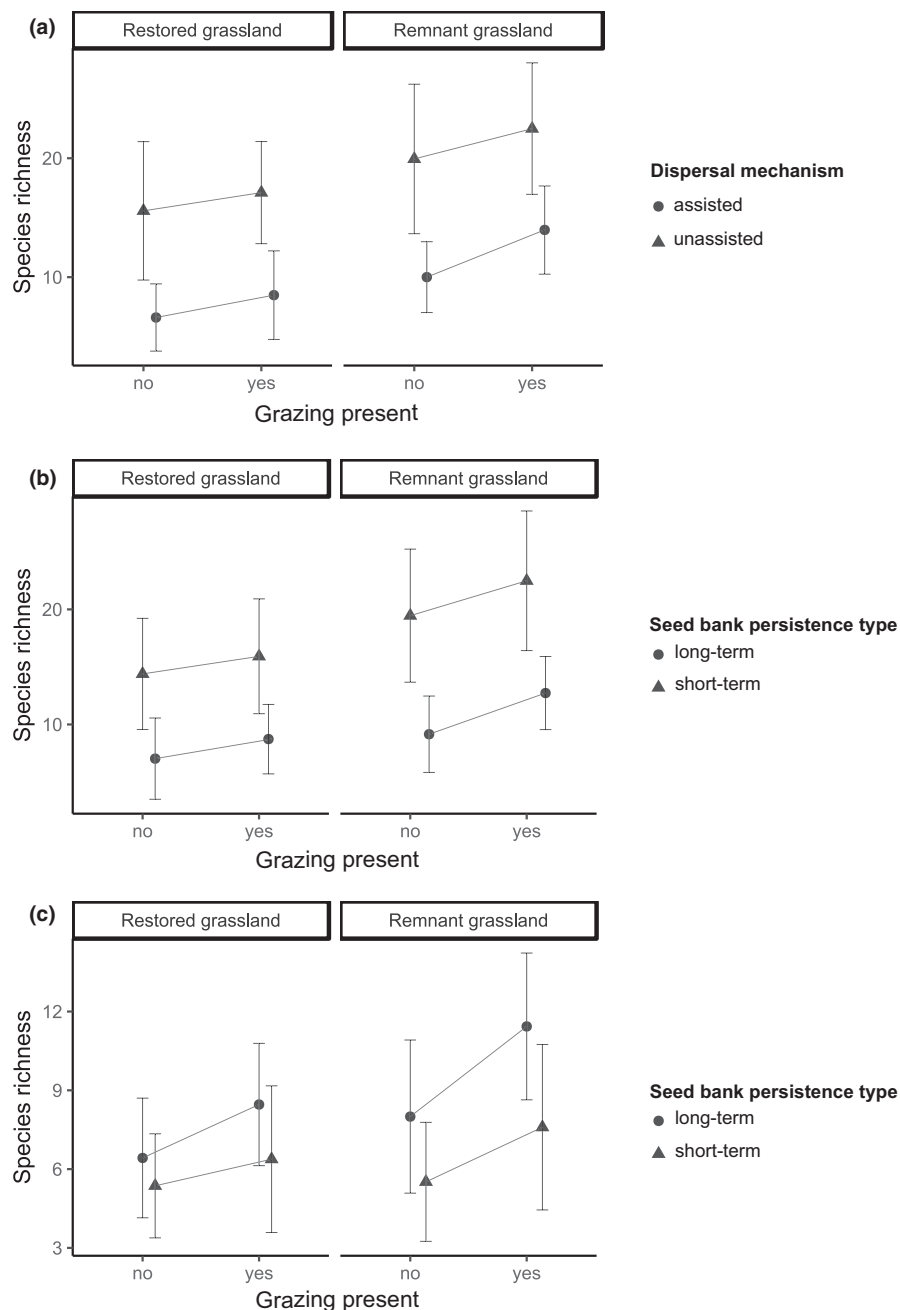 (a)
Restored grassland
Remnant grassland
Species richness
20
10
no
yes
no
yes
Grazing present
Dispersal mechanism
assisted
unassisted
(b)
Restored grassland
Remnant grassland
Species richness
20
10
no
yes
no
yes
Grazing present
Seed bank persistence type
long-term
short-term
(c)
Restored grassland
Remnant grassland
Species richness
12
9
6
3
no
yes
no
yes
Grazing present
Seed bank persistence type
long-term
short-term